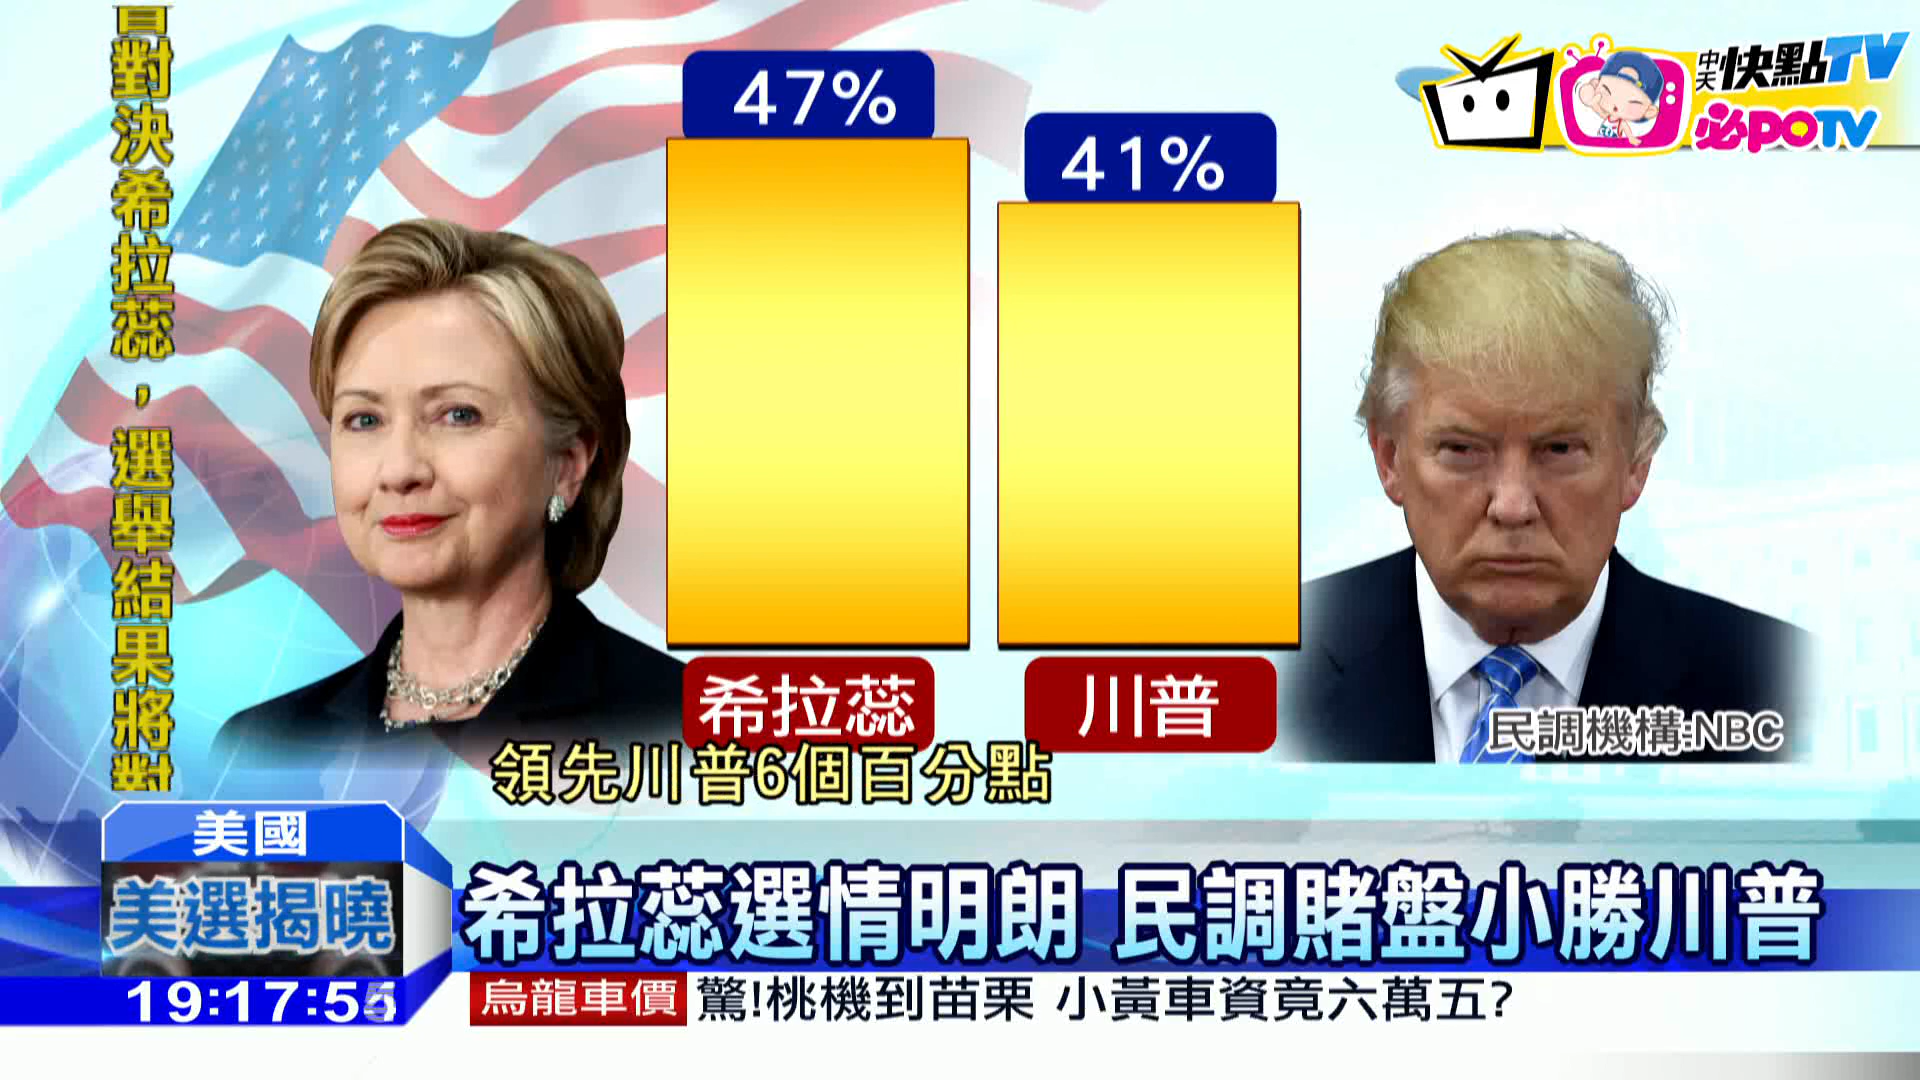 對決希拉蕊，選舉結果將對
47%
41%
中天快點TV
必POTV
希拉蕊
川普
民調機構:NBC
領先川普6個百分點
美國
美選揭曉
希拉蕊選情明朗 民調賭盤小勝川普
19:17:55
烏龍車價
驚!桃機到苗栗 小黃車資竟六萬五?